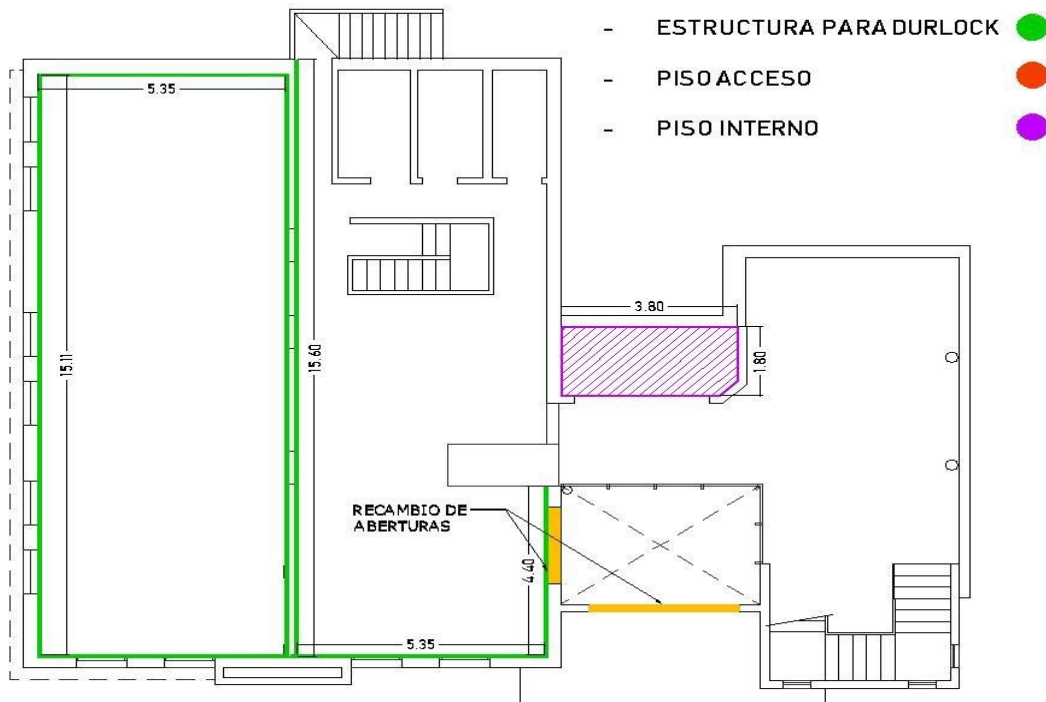 - ESTRUCTURA PARA DURLOCK
- PISO ACCESO
- PISO INTERNO
5.35
15.11
15.60
3.80
1.80
RECAMBIO DE
ABERTURAS
4.40
5.35